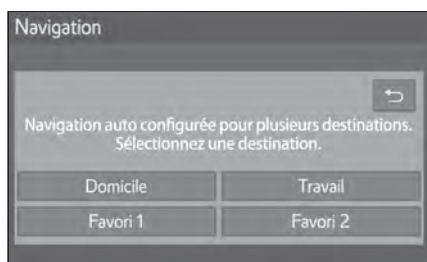 Navigation
Navigation auto configurée pour plusieurs destinations.
Sélectionnez une destination.
Domicile
Travail
Favori 1
Favori 2